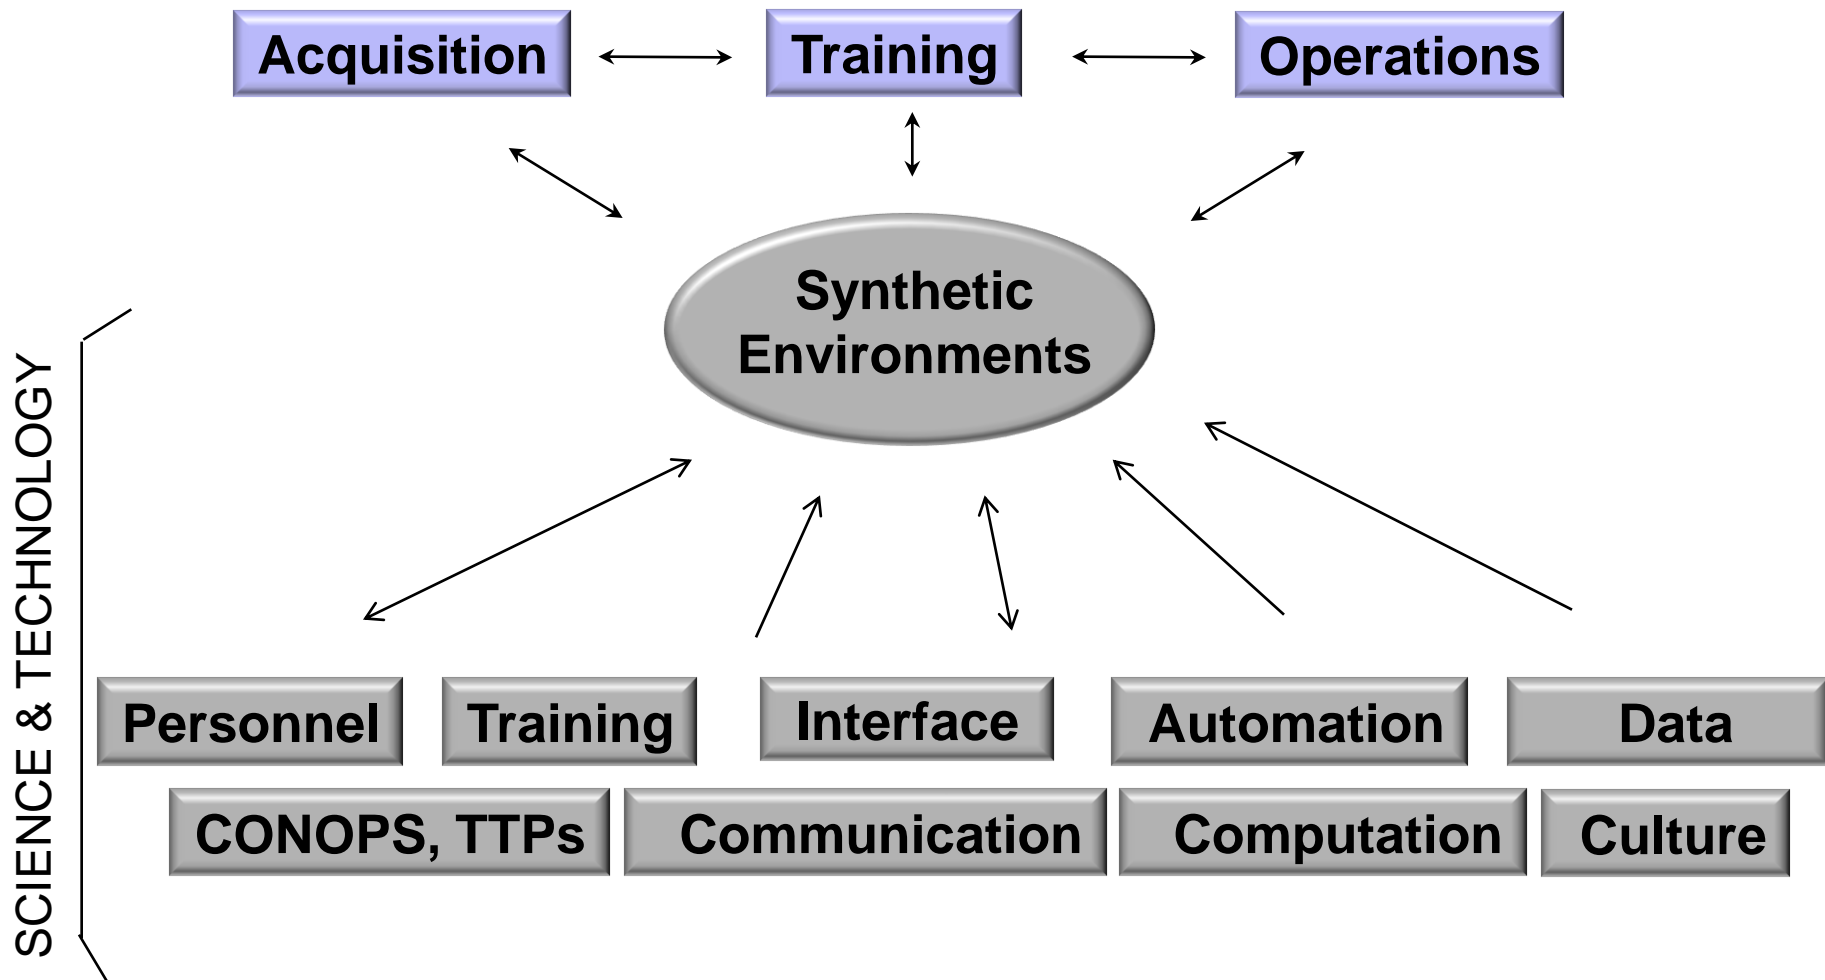 Acquisition
Training
Operations
Synthetic
Environments
SCIENCE & TECHNOLOGY
Personnel
Training
Interface
Automation
Data
CONOPS, TTPs
Communication
Computation
Culture